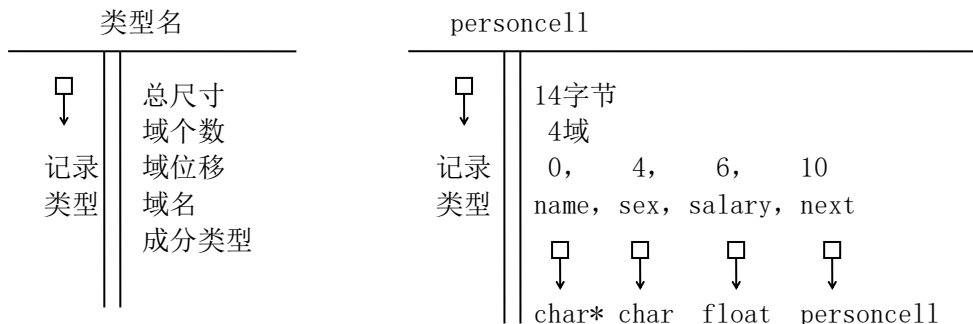 类型名
总尺寸
域个数
记录 域位移
类型 域名
成分类型
personcell
14字节
4域
记录 0, 4, 6, 10
类型 name, sex, salary, next
char* char float personcell